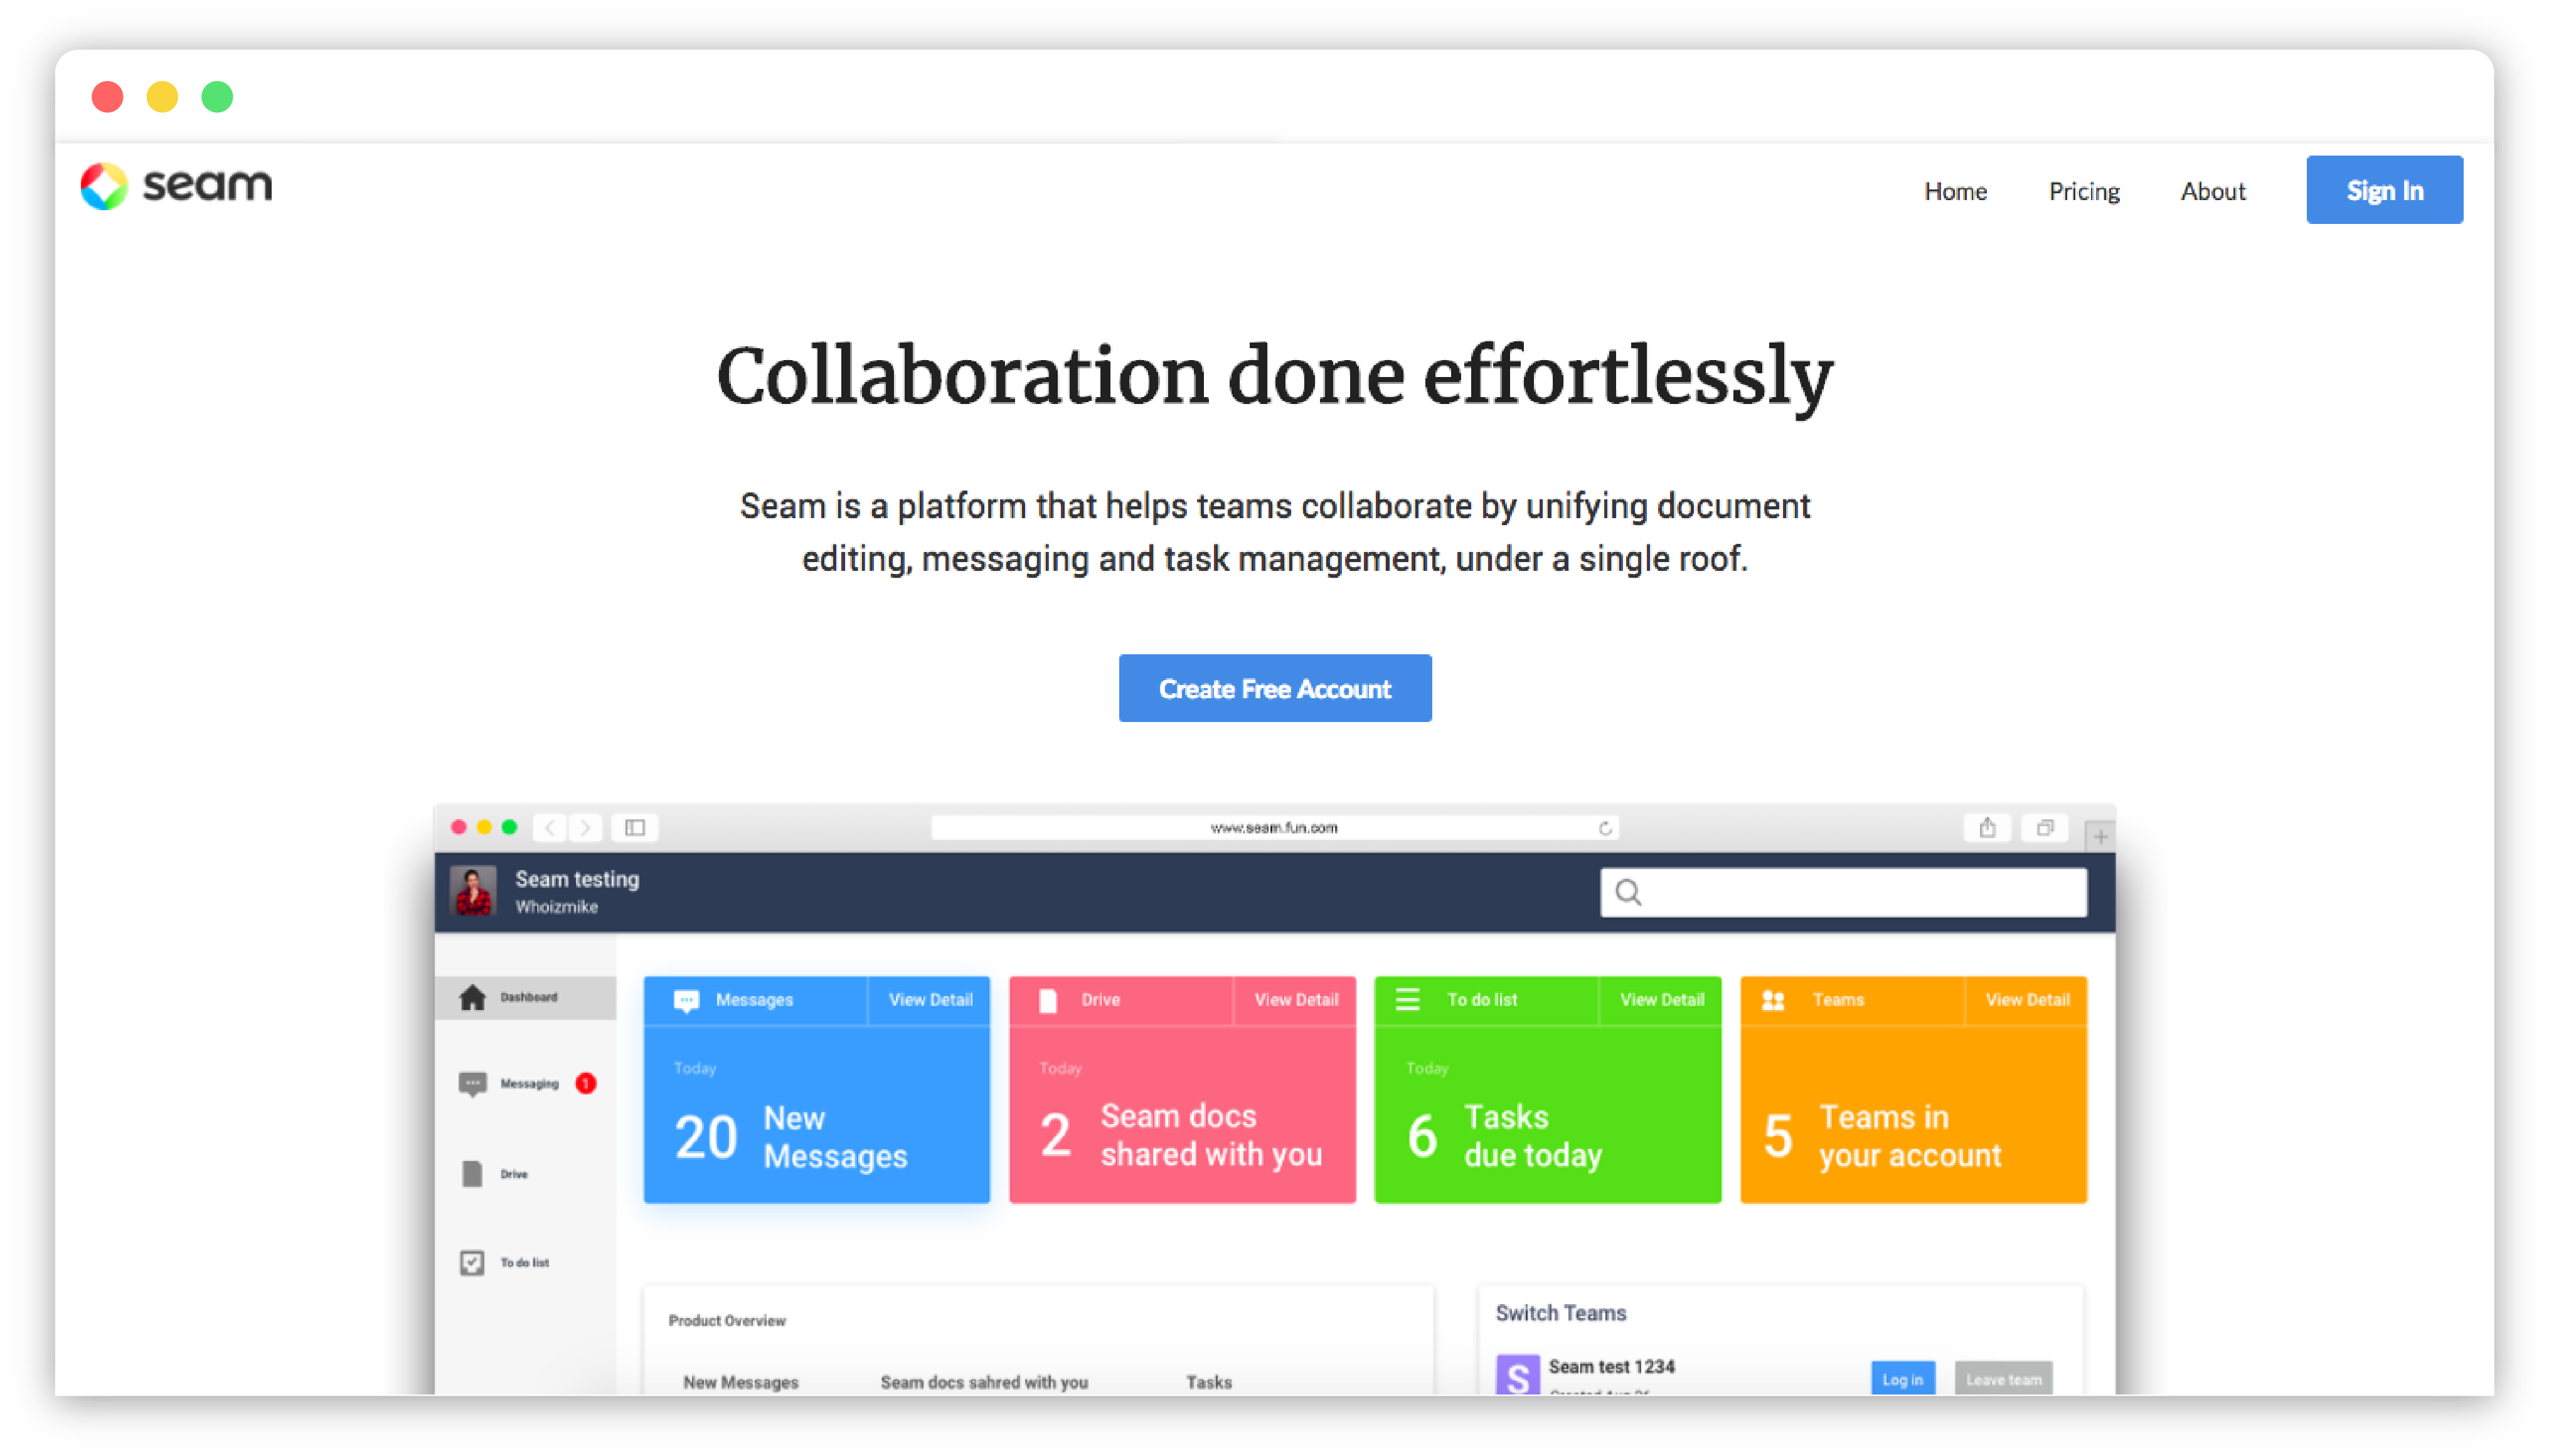 seam
Home Pricing About Sign In
Collaboration done effortlessly
Seam is a platform that helps teams collaborate by unifying document
editing, messaging and task management, under a single roof.
Create Free Account
www.seam.fun.com
Seam testing
Whoizmike
Dashboard
Messaging 1
Drive
To do list
Messages View Detail
Today
20 New
Messages
Drive View Detail
Today
2 Seam docs
shared with you
To do list View Detail
Today
6 Tasks
due today
Teams View Detail
5 Teams in
your account
Product Overview
New Messages Seam docs sahred with you Tasks
Switch Teams
S Seam test 1234
Log in Leave team